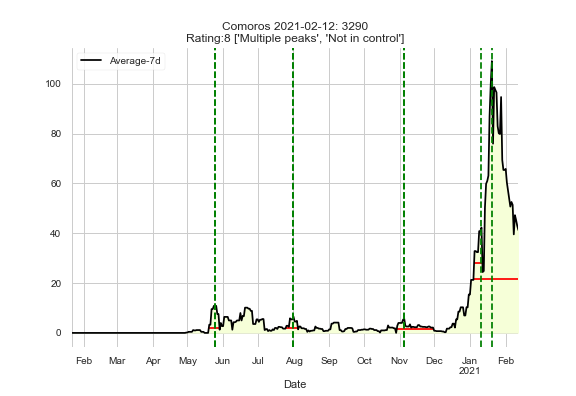 Comoros 2021-02-12: 3290
Rating:8 ['Multiple peaks', 'Not in control']
Average-7d
100
80
60
40
20
0
Feb Mar Apr May Jun Jul Aug Sep Oct Nov Dec Jan Feb
2021
Date